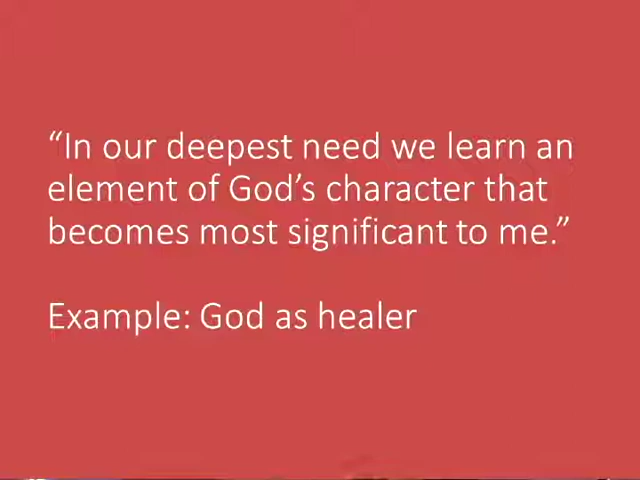 “In our deepest need we learn an
element of God’s character that
becomes most significant to me.”
Example: God as healer